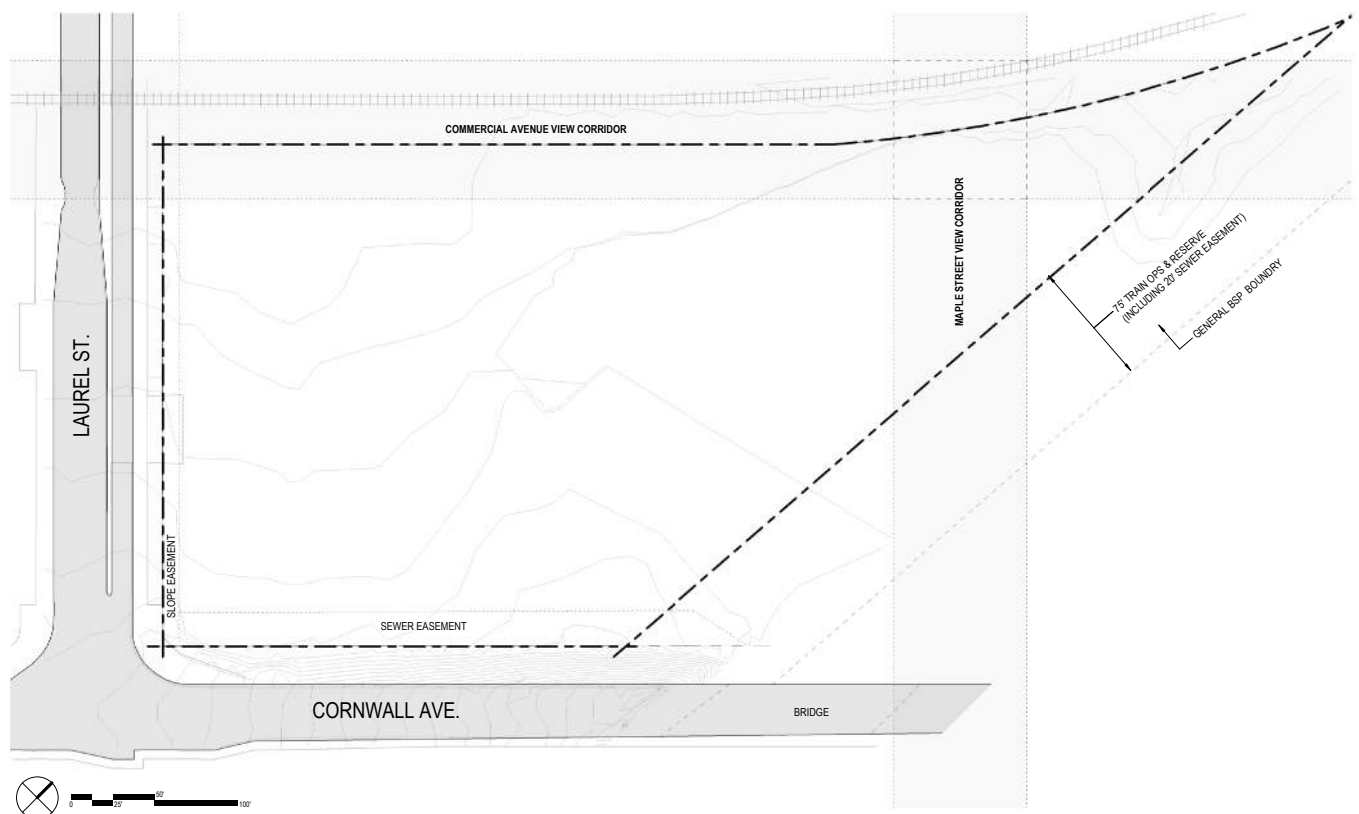 COMMERCIAL AVENUE VIEW CORRIDOR
MAPLE STREET VIEW CORRIDOR
75' TRAIN OPS & RESERVE
(INCLUDING 20' SEWER EASEMENT)
GENERAL BSP BOUNDRY
LAUREL ST.
SLOPE EASEMENT
SEWER EASEMENT
CORNWALL AVE.
BRIDGE
0 25' 50' 100'